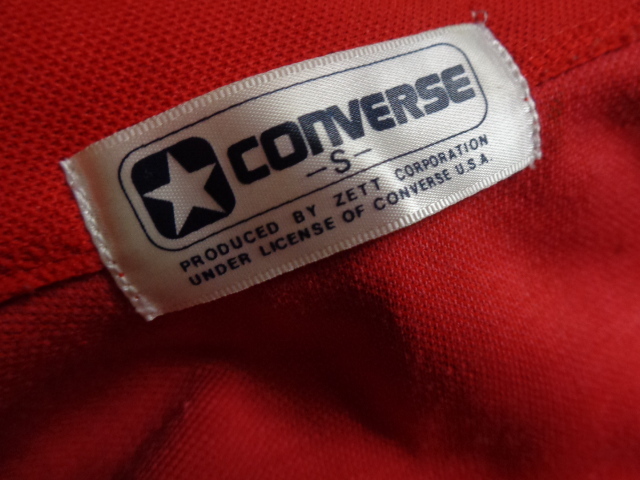 CONVERSE
-S-
PRODUCED BY ZETT CORPORATION
UNDER LICENSE OF CONVERSE U.S.A.